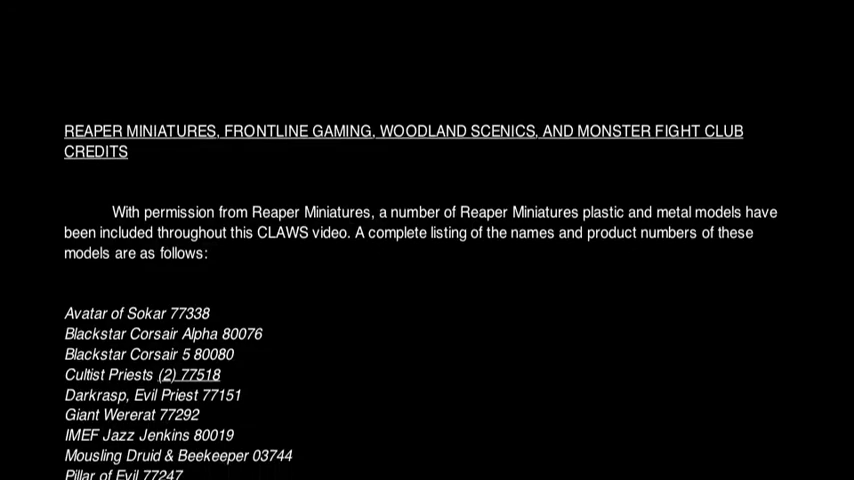 REAPER MINIATURES, FRONTLINE GAMING, WOODLAND SCENICS, AND MONSTER FIGHT CLUB
CREDITS
With permission from Reaper Miniatures, a number of Reaper Miniatures plastic and metal models have
been included throughout this CLAWS video. A complete listing of the names and product numbers of these
models are as follows:
Avatar of Sokar 77338
Blackstar Corsair Alpha 80076
Blackstar Corsair 5 80080
Cultist Priests (2) 77518
Darkrasp, Evil Priest 77151
Giant Wererat 77292
IMEF Jazz Jenkins 80019
Mousling Druid & Beekeeper 03744
Pillar of Evil 77247